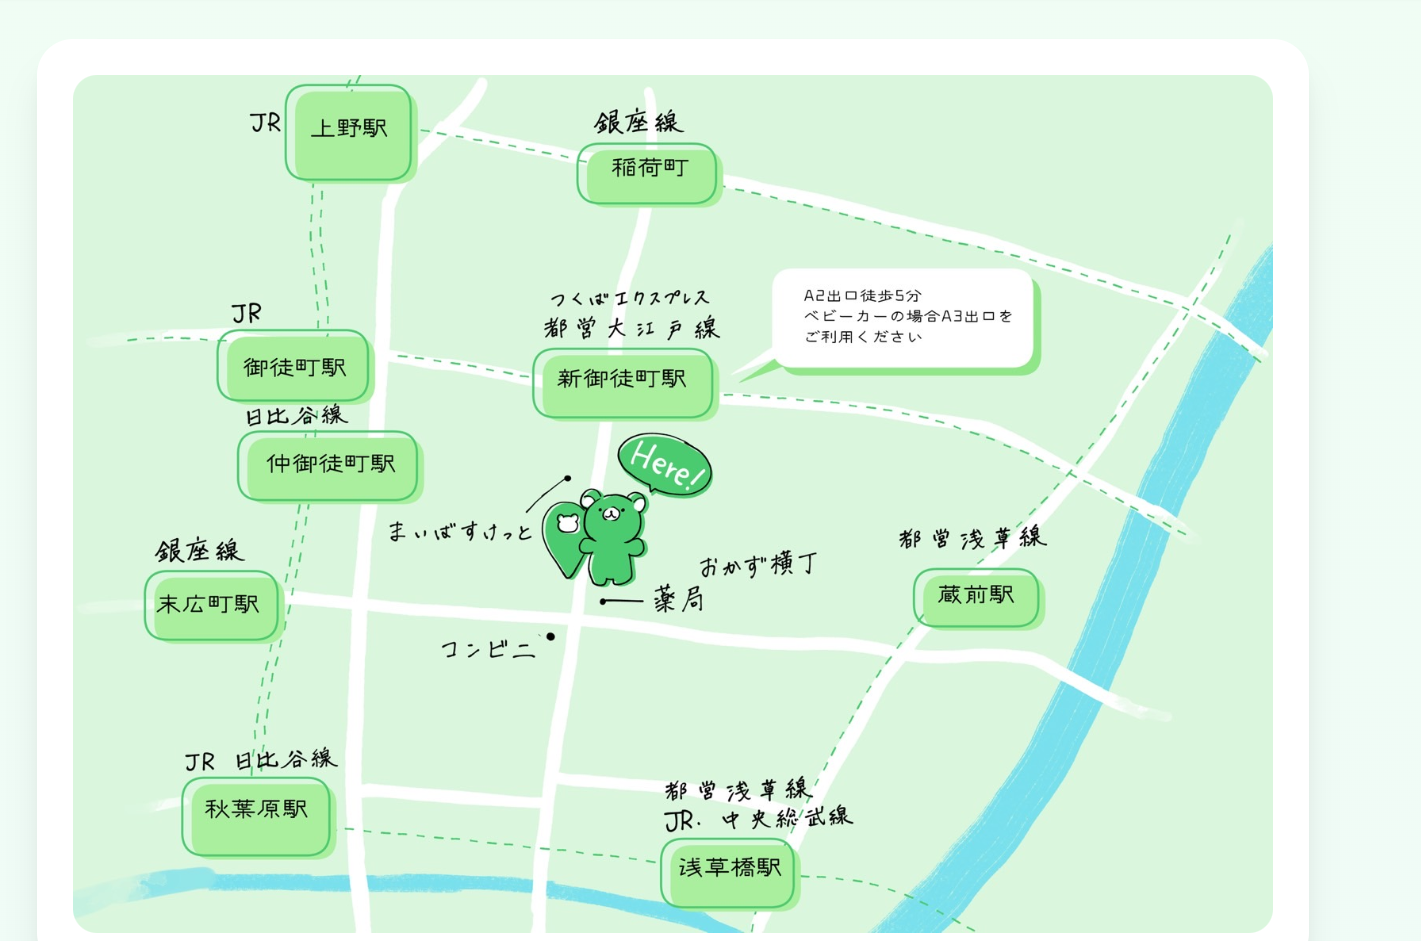 JR
上野駅
銀座線
稲荷町
つくばエクスプレス
都営大江戸線
新御徒町駅
A2出口徒歩5分
ベビーカーの場合A3出口を
ご利用ください
JR
御徒町駅
日比谷線
仲御徒町駅
Here!
まいばすけっと
おかず横丁
薬局
コンビニ
銀座線
末広町駅
都営浅草線
蔵前駅
JR 日比谷線
秋葉原駅
都営浅草線
JR. 中央総武線
浅草橋駅